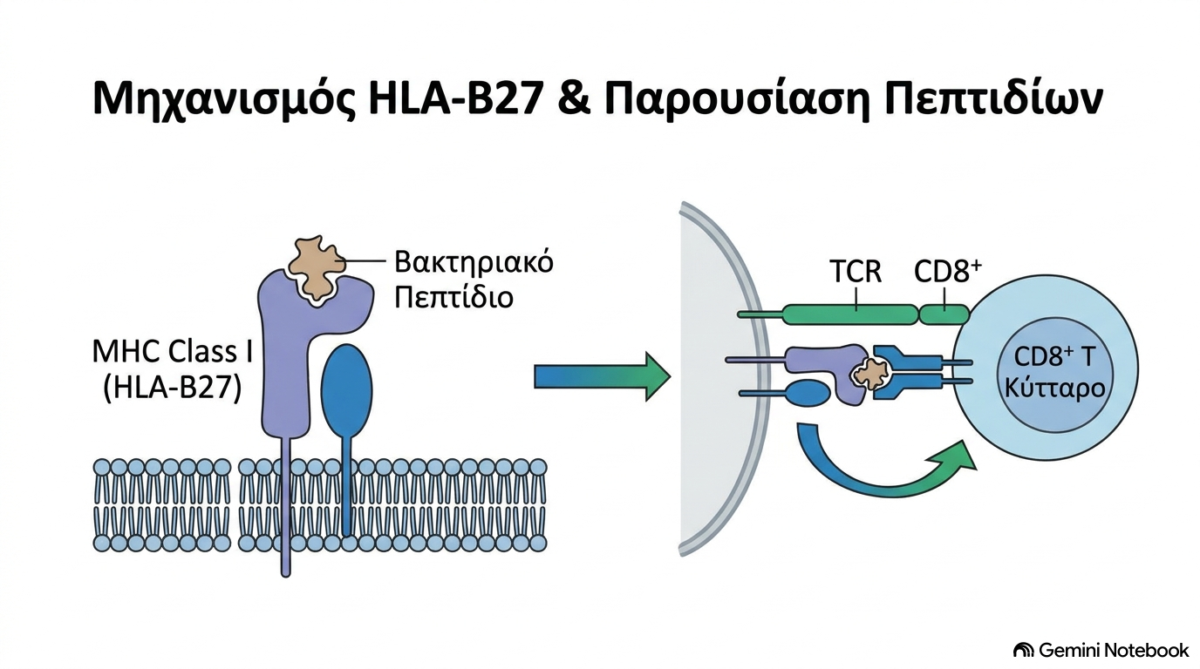 Μηχανισμός HLA-B27 & Παρουσίαση Πεπτιδίων
Βακτηριακό
Πεπτίδιο
MHC Class I
(HLA-B27)
TCR
CD8⁺
CD8⁺ T
Κύτταρο
Gemini Notebook